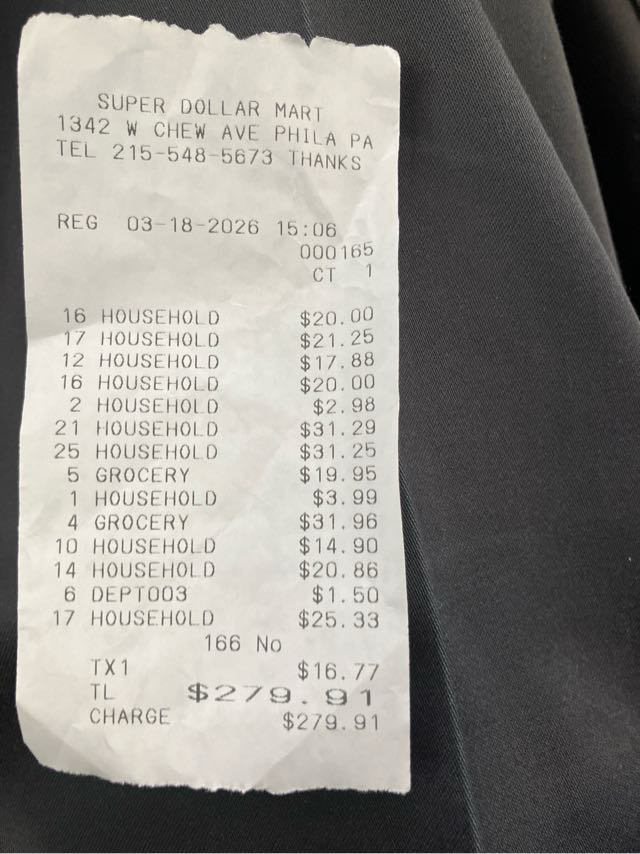 SUPER DOLLAR MART
1342 W CHEW AVE PHILA PA
TEL 215-548-5673 THANKS
REG 03-18-2026 15:06
000165
CT 1
16 HOUSEHOLD $20.00
17 HOUSEHOLD $21.25
12 HOUSEHOLD $17.88
16 HOUSEHOLD $20.00
2 HOUSEHOLD $2.98
21 HOUSEHOLD $31.29
25 HOUSEHOLD $31.25
5 GROCERY $19.95
1 HOUSEHOLD $3.99
4 GROCERY $31.96
10 HOUSEHOLD $14.90
14 HOUSEHOLD $20.86
6 DEPT003 $1.50
17 HOUSEHOLD $25.33
166 No
TX1 $16.77
TL $279.91
CHARGE $279.91